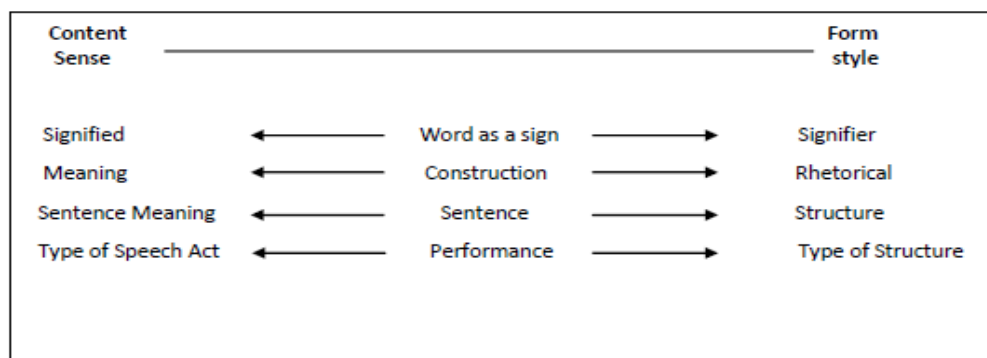 Content Form
Sense style
Signified Word as a sign Signifier
Meaning Construction Rhetorical
Sentence Meaning Sentence Structure
Type of Speech Act Performance Type of Structure